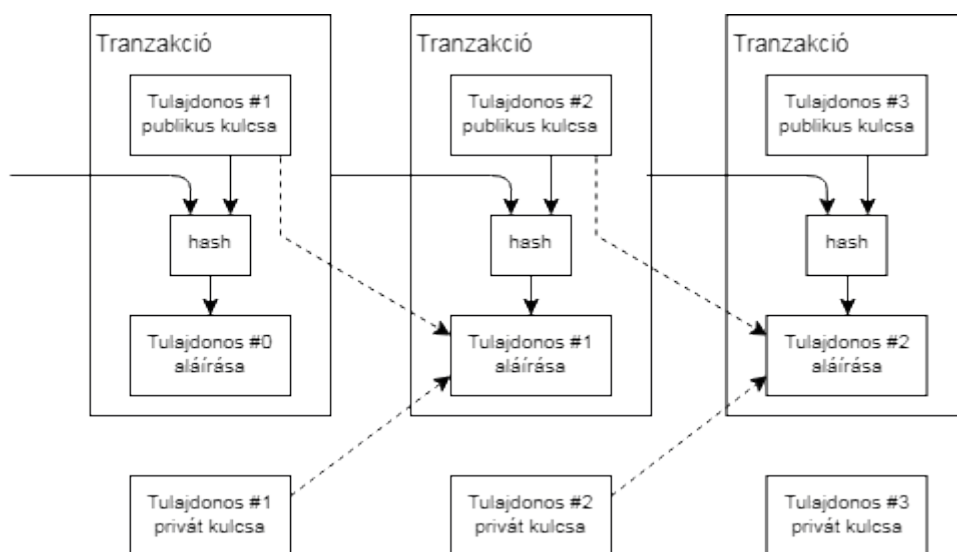 Tranzakció
Tulajdonos #1
publikus kulcsa
hash
Tulajdonos #0
aláírása
Tranzakció
Tulajdonos #2
publikus kulcsa
hash
Tulajdonos #1
aláírása
Tranzakció
Tulajdonos #3
publikus kulcsa
hash
Tulajdonos #2
aláírása
Tulajdonos #1
privát kulcsa
Tulajdonos #2
privát kulcsa
Tulajdonos #3
privát kulcsa